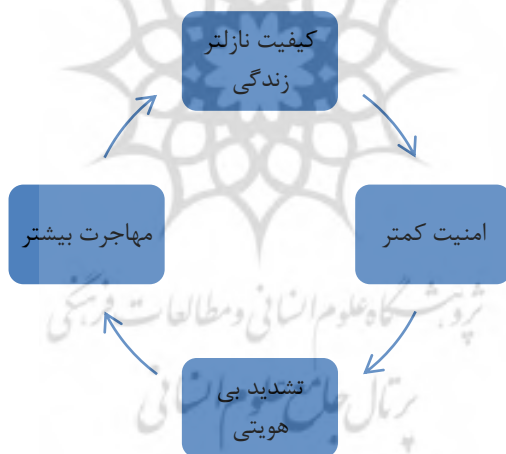 کیفیت نازلتر
زندگی
امنیت کمتر
تشدید بی
هویتی
مهاجرت بیشتر
پژوهشگاه علوم انسانی و مطالعات فرهنگی
پرتال جامع علوم انسانی